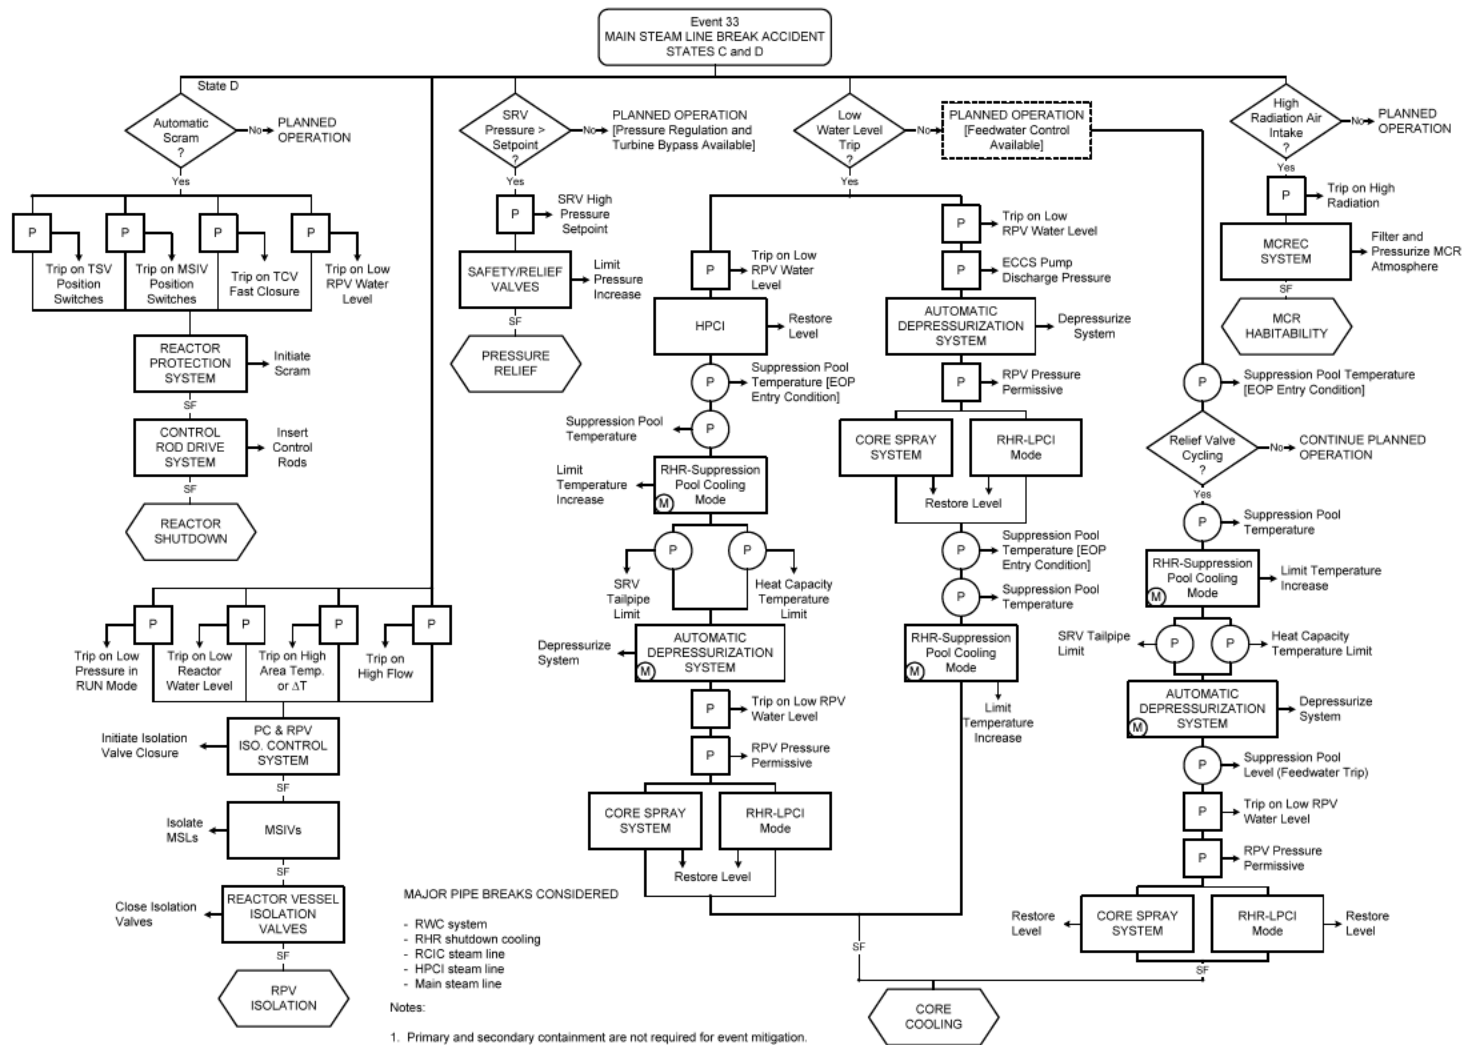 Event 33
MAIN STEAM LINE BREAK ACCIDENT
STATES C and D
State D
Automatic
Scram
?
No
PLANNED
OPERATION
Yes
P
P
P
P
Trip on TSV
Position
Switches
Trip on MSIV
Position
Switches
Trip on TCV
Fast Closure
Trip on Low
RPV Water
Level
REACTOR
PROTECTION
SYSTEM
Initiate
Scram
SF
CONTROL
ROD DRIVE
SYSTEM
Insert
Control
Rods
SF
REACTOR
SHUTDOWN
P
P
P
P
Trip on Low
Pressure in
RUN Mode
Trip on Low
Reactor
Water Level
Trip on High
Area Temp.
or ΔT
Trip on
High Flow
Initiate Isolation
Valve Closure
PC & RPV
ISO. CONTROL
SYSTEM
SF
Isolate
MSLs
MSIVs
SF
Close Isolation
Valves
REACTOR VESSEL
ISOLATION
VALVES
SF
RPV
ISOLATION
SRV
Pressure >
Setpoint
?
No
PLANNED OPERATION
[Pressure Regulation and
Turbine Bypass Available]
Yes
P
SRV High
Pressure
Setpoint
SAFETY/RELIEF
VALVES
Limit
Pressure
Increase
SF
PRESSURE
RELIEF
Low
Water Level
Trip
?
No
PLANNED OPERATION
[Feedwater Control
Available]
Yes
P
Trip on Low
RPV Water
Level
HPCI
Restore
Level
P
Suppression Pool
Temperature [EOP
Entry Condition]
Suppression Pool
Temperature
P
Limit
Temperature
Increase
RHR-Suppression
Pool Cooling
Mode
M
P
P
SRV
Tailpipe
Limit
Heat Capacity
Temperature
Limit
Depressurize
System
AUTOMATIC
DEPRESSURIZATION
SYSTEM
M
P
Trip on Low RPV
Water Level
P
RPV Pressure
Permissive
CORE SPRAY
SYSTEM
RHR-LPCI
Mode
Restore Level
P
Trip on Low
RPV Water Level
P
ECCS Pump
Discharge Pressure
AUTOMATIC
DEPRESSURIZATION
SYSTEM
Depressurize
System
P
RPV Pressure
Permissive
CORE SPRAY
SYSTEM
RHR-LPCI
Mode
Restore Level
P
Suppression Pool
Temperature [EOP
Entry Condition]
P
Suppression Pool
Temperature
RHR-Suppression
Pool Cooling
Mode
M
Limit
Temperature
Increase
SF
High
Radiation Air
Intake
?
No
PLANNED
OPERATION
Yes
P
Trip on High
Radiation
MCREC
SYSTEM
Filter and
Pressurize MCR
Atmosphere
SF
MCR
HABITABILITY
P
Suppression Pool Temperature
[EOP Entry Condition]
Relief Valve
Cycling
?
No
CONTINUE PLANNED
OPERATION
Yes
P
Suppression Pool
Temperature
RHR-Suppression
Pool Cooling
Mode
M
Limit Temperature
Increase
SRV Tailpipe
Limit
P
P
Heat Capacity
Temperature Limit
AUTOMATIC
DEPRESSURIZATION
SYSTEM
M
Depressurize
System
P
Suppression Pool
Level (Feedwater Trip)
P
Trip on Low RPV
Water Level
P
RPV Pressure
Permissive
Restore
Level
CORE SPRAY
SYSTEM
RHR-LPCI
Mode
Restore
Level
SF
CORE
COOLING
MAJOR PIPE BREAKS CONSIDERED
- RWC system
- RHR shutdown cooling
- RCIC steam line
- HPCI steam line
- Main steam line
Notes:
1. Primary and secondary containment are not required for event mitigation.